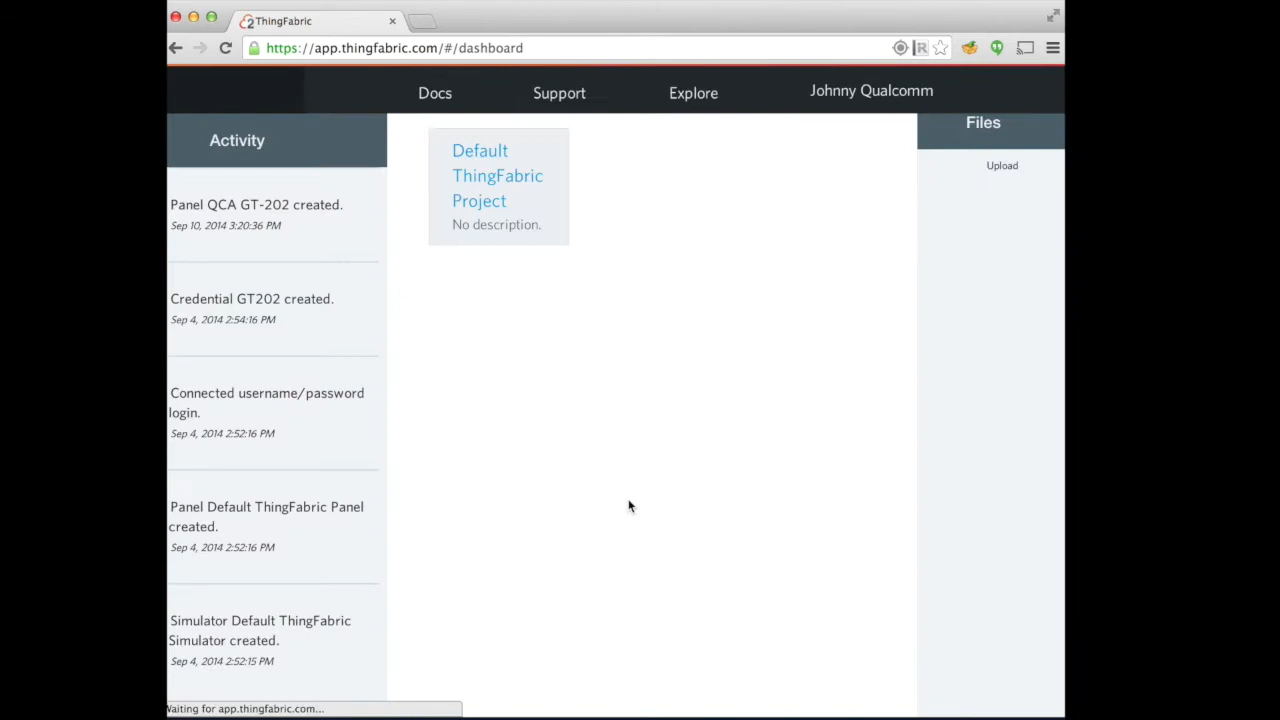 ThingFabric
https://app.thingfabric.com/#/dashboard
Docs
Support
Explore
Johnny Qualcomm
Activity
Panel QCA GT-202 created.
Sep 10, 2014 3:20:36 PM
Credential GT202 created.
Sep 4, 2014 2:54:16 PM
Connected username/password
login.
Sep 4, 2014 2:52:16 PM
Panel Default ThingFabric Panel
created.
Sep 4, 2014 2:52:16 PM
Simulator Default ThingFabric
Simulator created.
Sep 4, 2014 2:52:15 PM
Default
ThingFabric
Project
No description.
Files
Upload
Waiting for app.thingfabric.com...